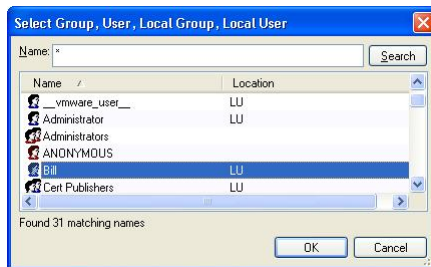 Select Group, User, Local Group, Local User
Name: * Search
Name Location
__vmware_user__ LU
Administrator LU
Administrators
ANONYMOUS
Bill LU
Cert Publishers LU
Found 31 matching names
OK Cancel